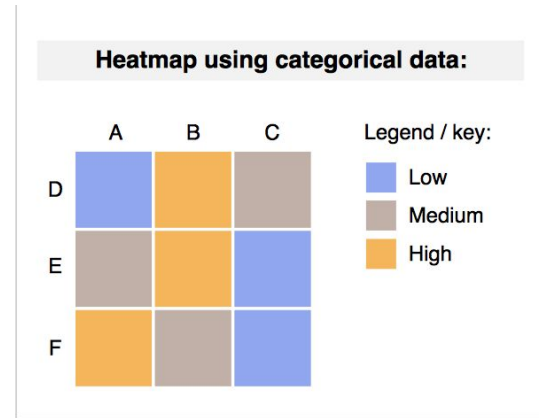 Heatmap using categorical data:
A B C
Legend / key:
D
Low
Medium
E
High
F